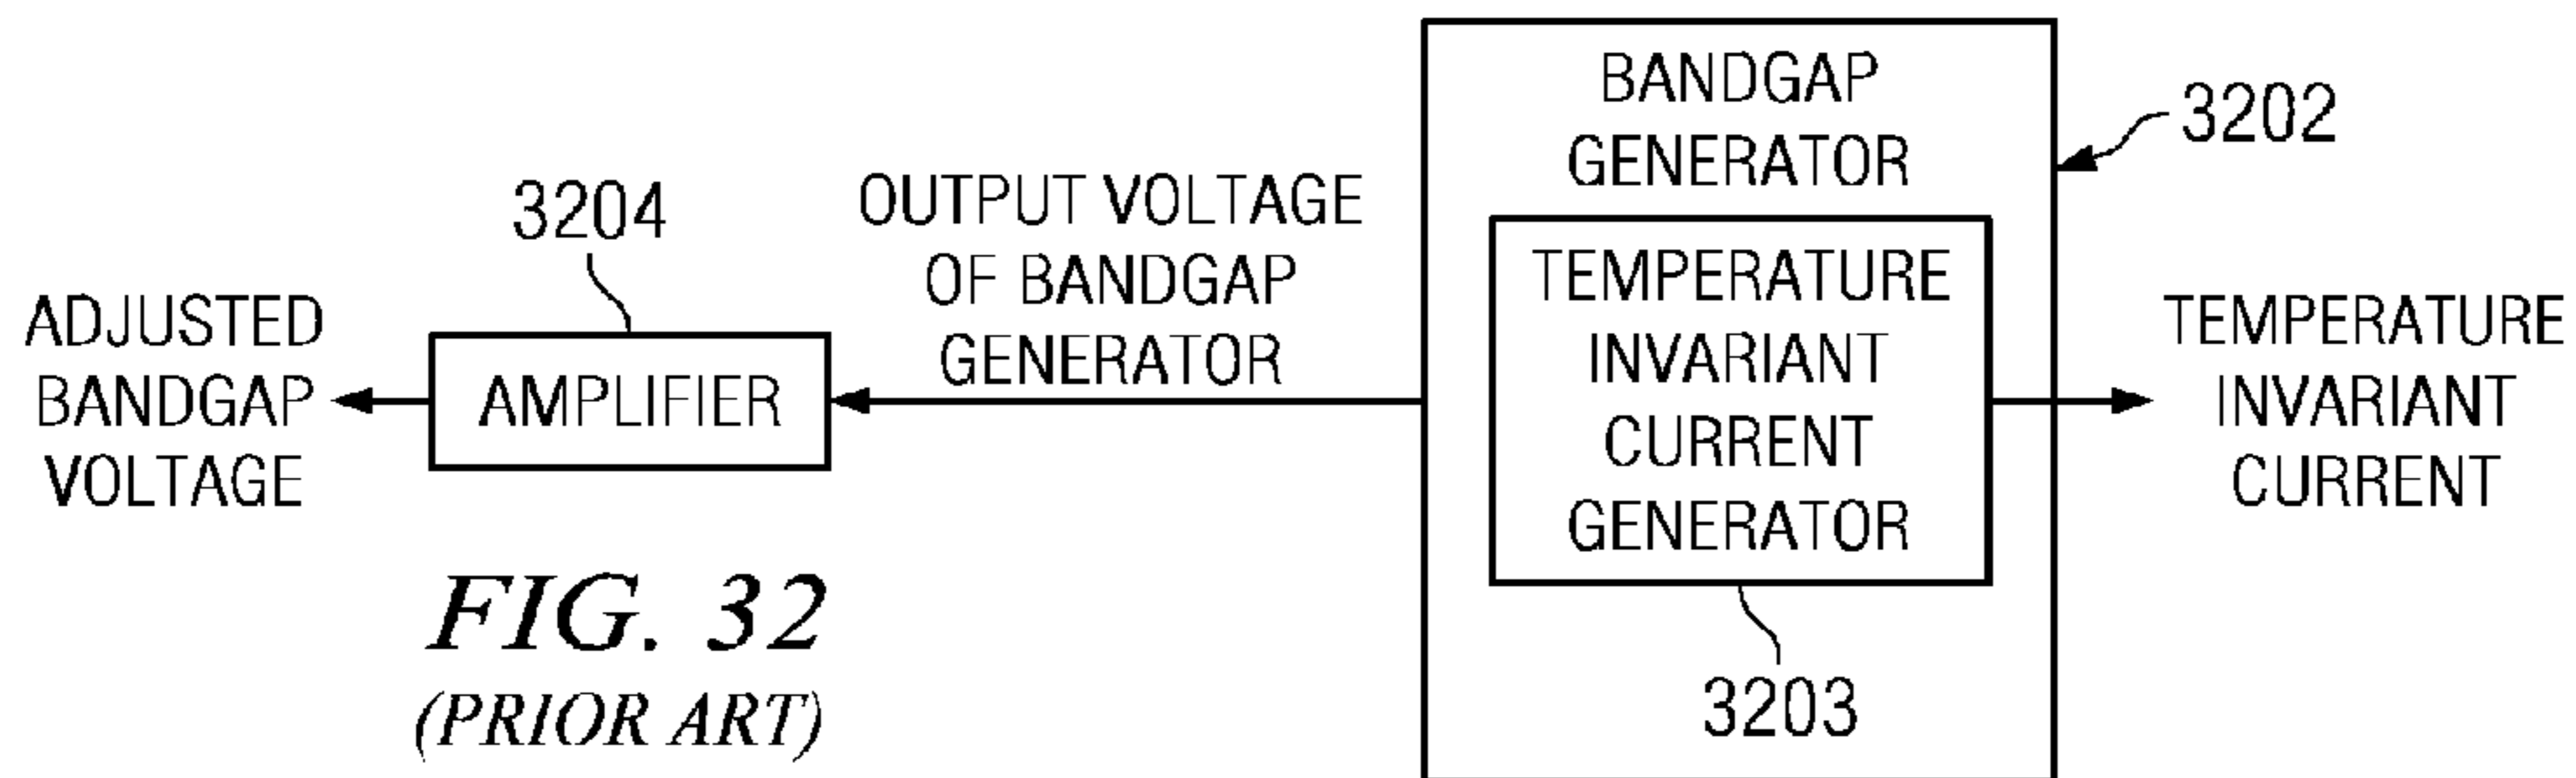 BANDGAP
GENERATOR
3202
3204
OUTPUT VOLTAGE
OF BANDGAP
GENERATOR
TEMPERATURE
INVARIANT
CURRENT
GENERATOR
ADJUSTED
BANDGAP
VOLTAGE
AMPLIFIER
TEMPERATURE
INVARIANT
CURRENT
3203
FIG. 32
(PRIOR ART)